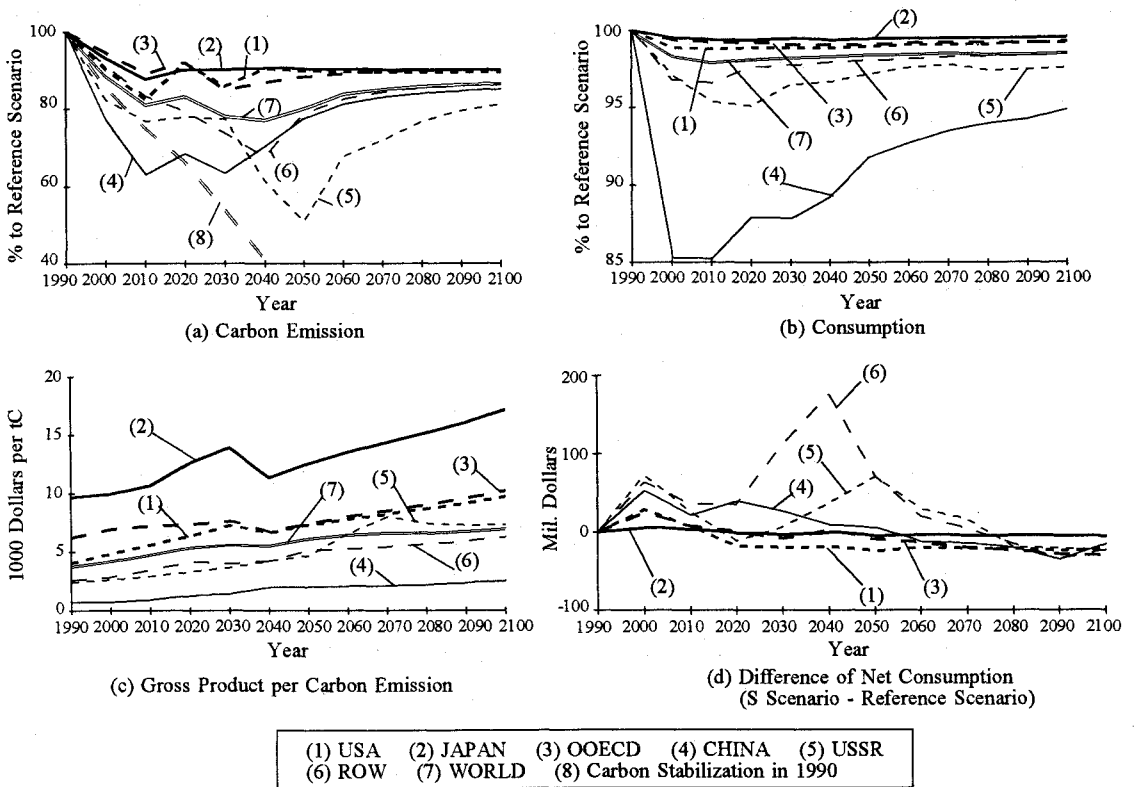 100
80
60
40
% to Reference Scenario
(3)
(2)
(1)
(7)
(4)
(6)
(5)
(8)
1990 2000 2010 2020 2030 2040 2050 2060 2070 2080 2090 2100
Year
(a) Carbon Emission
100
95
90
85
% to Reference Scenario
(2)
(1)
(7)
(3)
(6)
(5)
(4)
1990 2000 2010 2020 2030 2040 2050 2060 2070 2080 2090 2100
Year
(b) Consumption
20
15
10
5
0
1000 Dollars per tC
(2)
(1)
(7)
(5)
(3)
(4)
(6)
1990 2000 2010 2020 2030 2040 2050 2060 2070 2080 2090 2100
Year
(c) Gross Product per Carbon Emission
200
100
0
-100
Mil. Dollars
(6)
(5)
(4)
(2)
(1)
(3)
1990 2000 2010 2020 2030 2040 2050 2060 2070 2080 2090 2100
Year
(d) Difference of Net Consumption
(S Scenario - Reference Scenario)
(1) USA (2) JAPAN (3) OOECD (4) CHINA (5) USSR
(6) ROW (7) WORLD (8) Carbon Stabilization in 1990